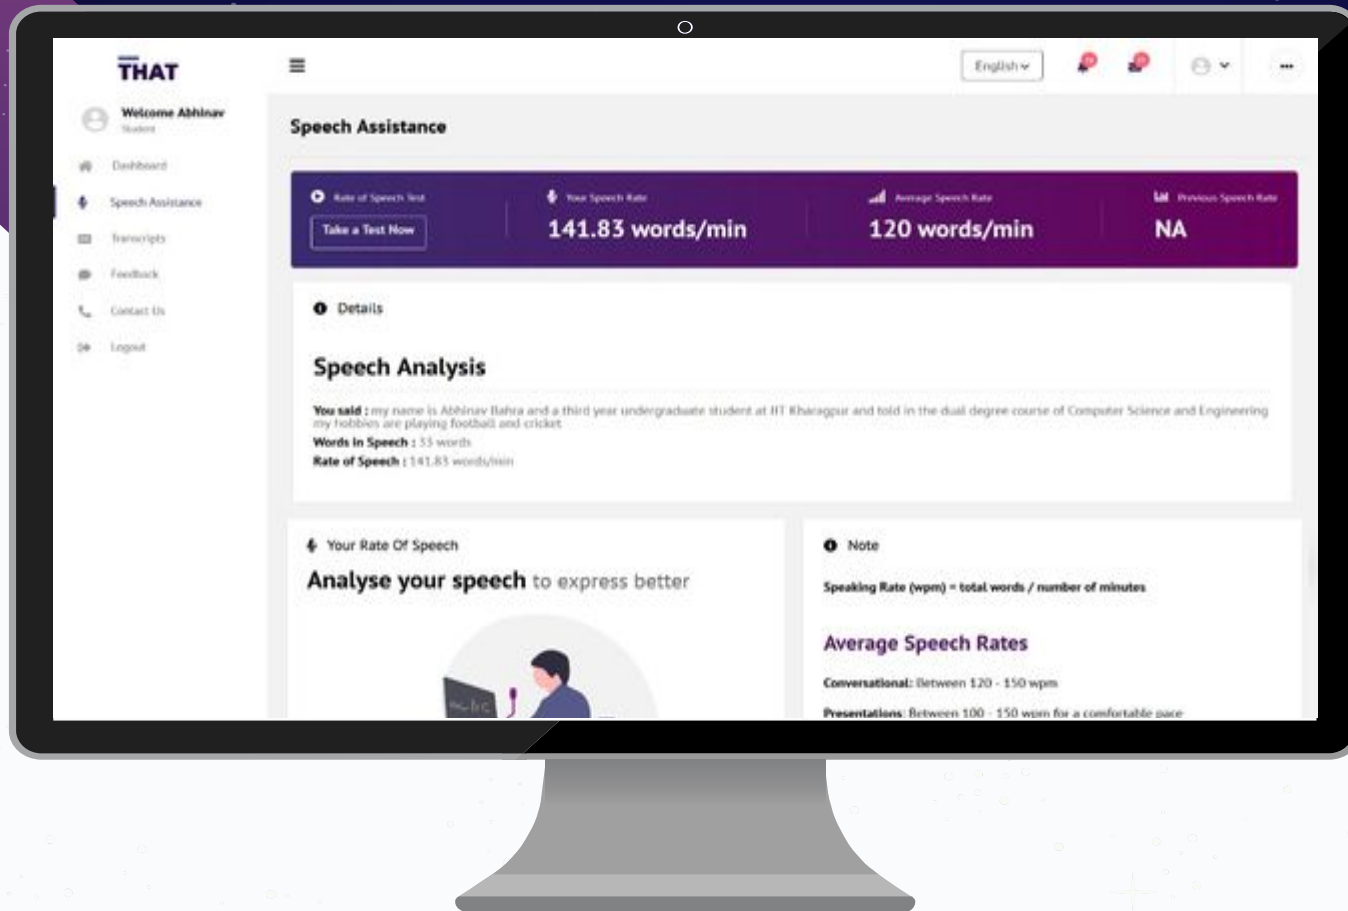 THAT
Welcome Abhinav
Student
Dashboard
Speech Assistance
Transcripts
Feedback
Contact Us
Logout
English
Speech Assistance
Rate of Speech Test
Take a Test Now
Your Speech Rate
141.83 words/min
Average Speech Rate
120 words/min
Previous Speech Rate
NA
Details
Speech Analysis
You said : my name is Abhinav and a third year undergraduate student at IIT Kharagpur and told in the dual degree course of Computer Science and Engineering
my hobbies are playing football and cricket
Words in Speech : 33 words
Rate of Speech : 141.83 words/min
Your Rate Of Speech
Analyse your speech to express better
Note
Speaking Rate (wpm) = total words / number of minutes
Average Speech Rates
Conversational: Between 120 - 150 wpm
Presentations: Between 100 - 150 wpm for a comfortable pace